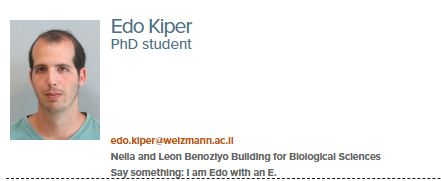 Edo Kiper
PhD student
edo.kiper@weizmann.ac.il
Nella and Leon Benoziyo Building for Biological Sciences
Say something: I am Edo with an E.